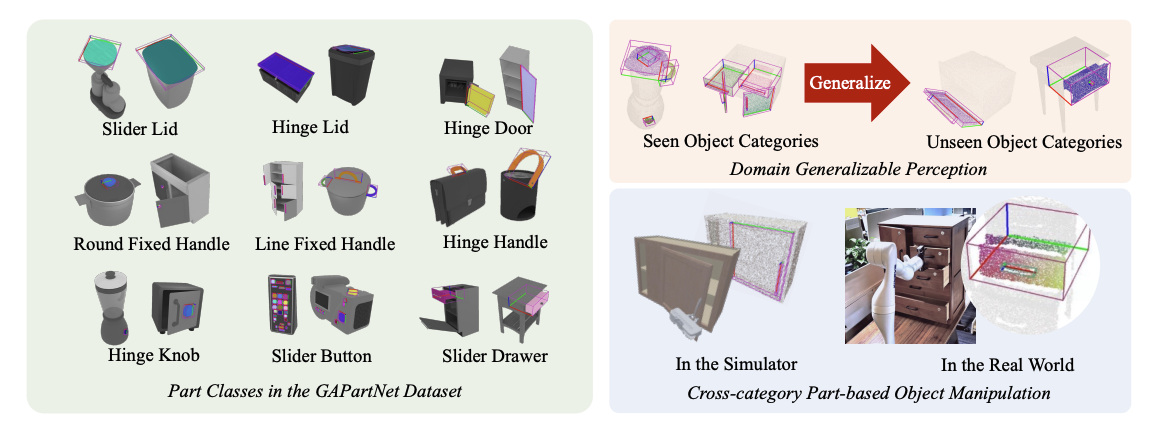 Slider Lid
Hinge Lid
Hinge Door
Round Fixed Handle
Line Fixed Handle
Hinge Handle
Hinge Knob
Slider Button
Slider Drawer
Part Classes in the GAPartNet Dataset
Generalize
Seen Object Categories
Unseen Object Categories
Domain Generalizable Perception
In the Simulator
In the Real World
Cross-category Part-based Object Manipulation